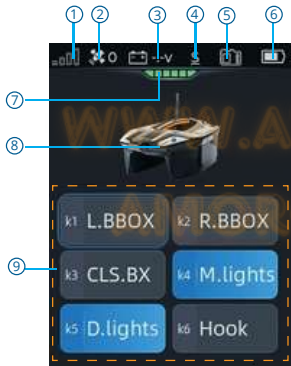 ① ② ③ ④ ⑤ ⑥
0 ---V S
⑦
⑧
⑨
k1 L.BBOX k2 R.BBOX
k3 CLS.BX k4 M.lights
k5 D.lights k6 Hook